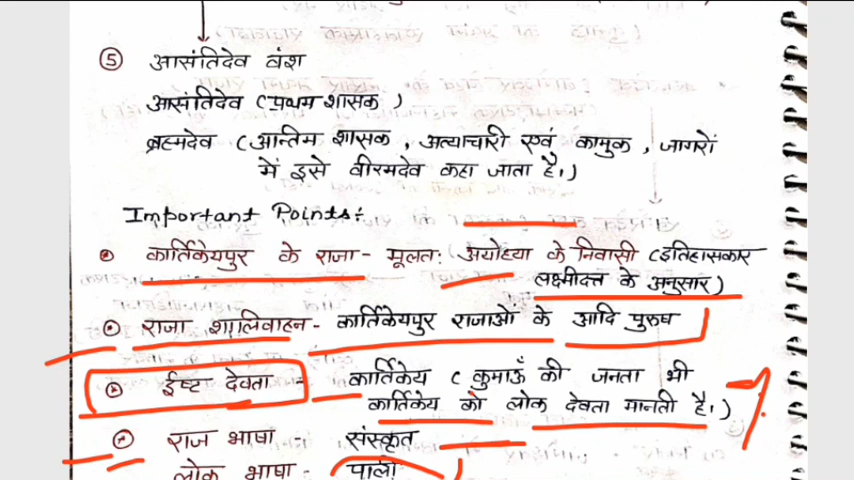 ⑤ आसंतिदेव वंश
आसंतिदेव (प्रथम शासक)
ब्रह्मदेव (अन्तिम शासक, अत्याचारी एवं कामुक, जागरों
में इसे वीरमदेव कहा जाता है।)
Important Points:
कार्तिकेयपुर के राजा - मूलत: (अयोध्या के निवासी (इतिहासकार
लक्ष्मीदत्त के अनुसार)
राजा शालिवाहन - कार्तिकेयपुर राजाओं के आदि पुरुष
ईष्ट देवता - कार्तिकेय (कुमाऊँ की जनता भी
कार्तिकेय को लोक देवता मानती है।)
राज भाषा - संस्कृत
लोक भाषा - पाली